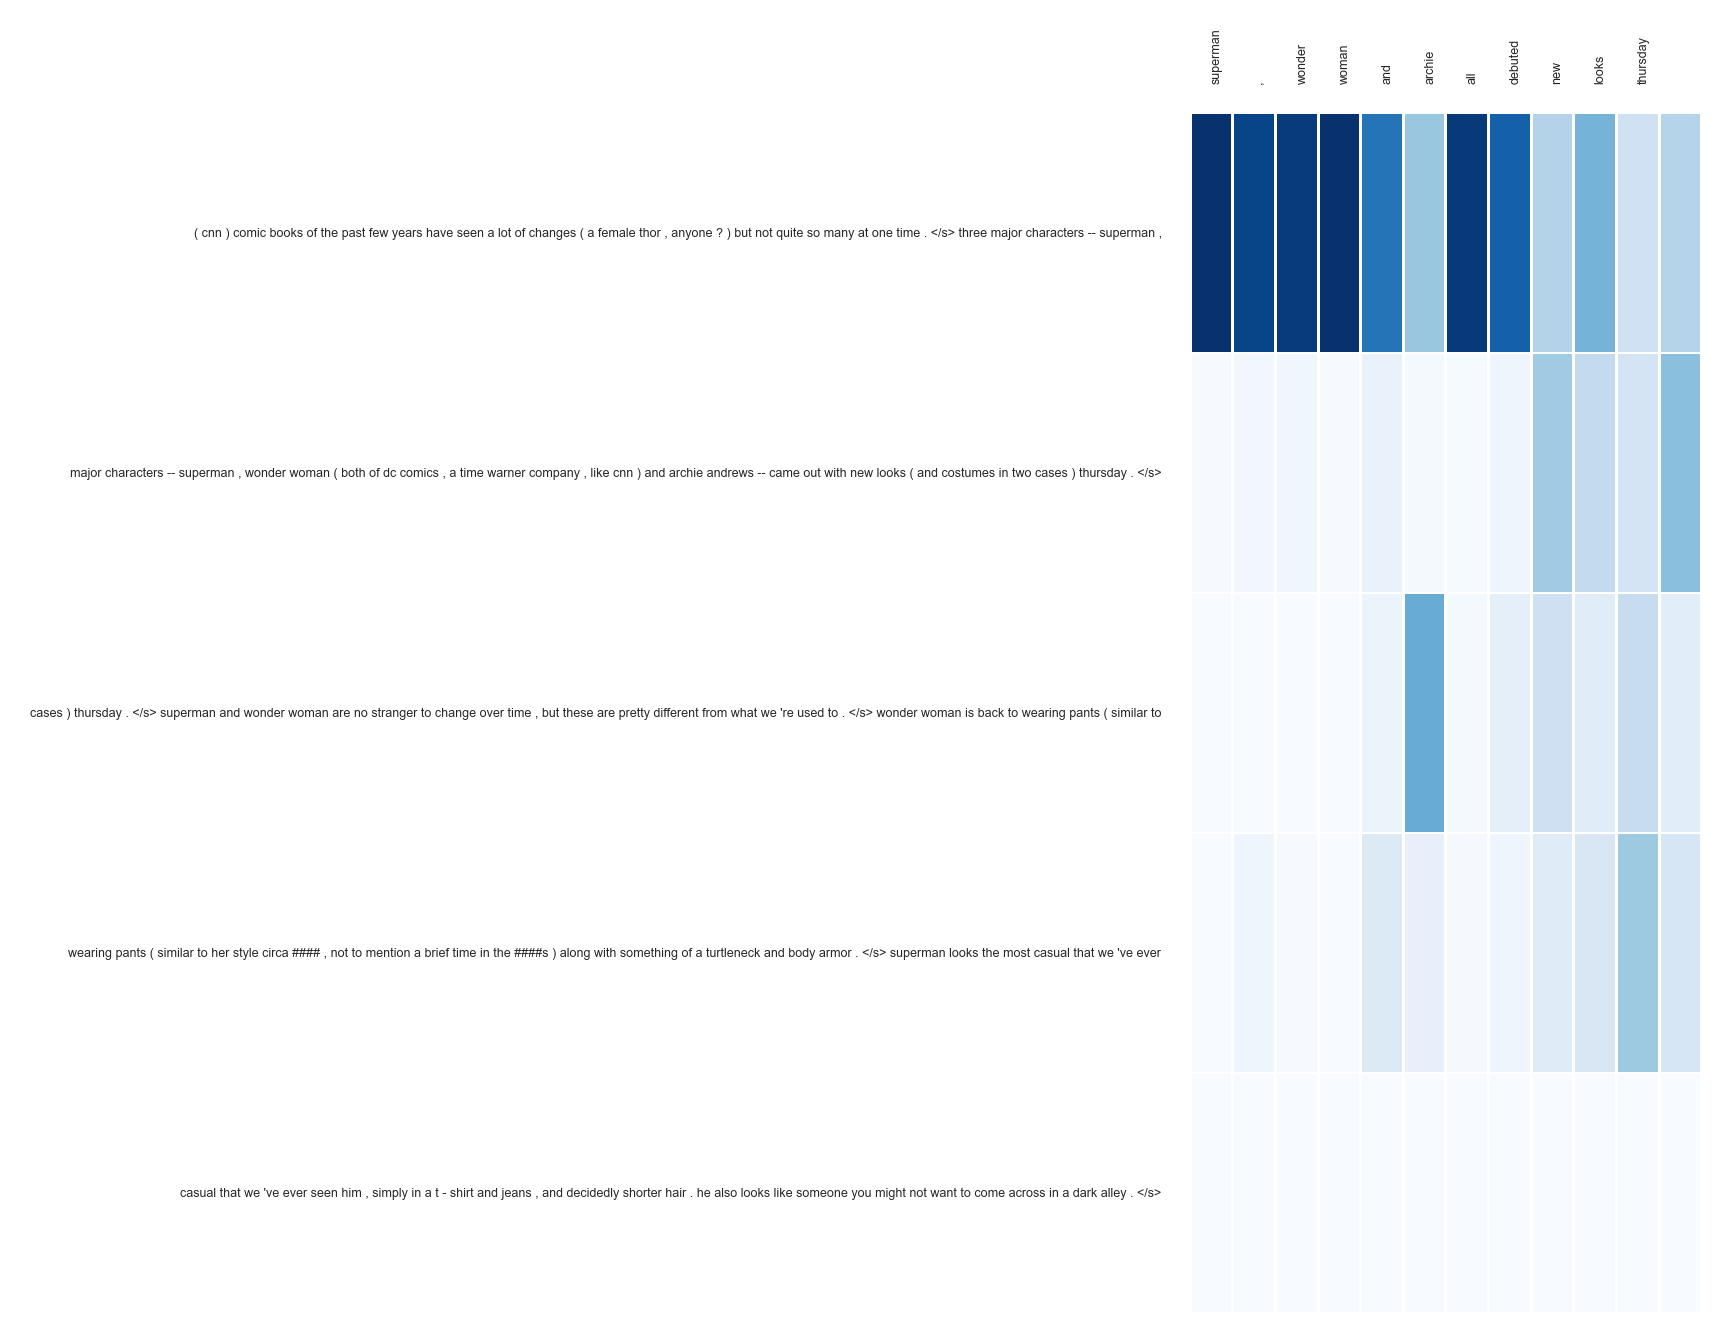 superman
,
wonder
woman
and
archie
all
debuted
new
looks
thursday
( cnn ) comic books of the past few years have seen a lot of changes ( a female thor , anyone ? ) but not quite so many at one time . </s> three major characters -- superman ,
major characters -- superman , wonder woman ( both of dc comics , a time warner company , like cnn ) and archie andrews -- came out with new looks ( and costumes in two cases ) thursday . </s>
cases ) thursday . </s> superman and wonder woman are no stranger to change over time , but these are pretty different from what we 're used to . </s> wonder woman is back to wearing pants ( similar to
wearing pants ( similar to her style circa #### , not to mention a brief time in the ####s ) along with something of a turtleneck and body armor . </s> superman looks the most casual that we 've ever
casual that we 've ever seen him , simply in a t - shirt and jeans , and decidedly shorter hair . he also looks like someone you might not want to come across in a dark alley . </s>